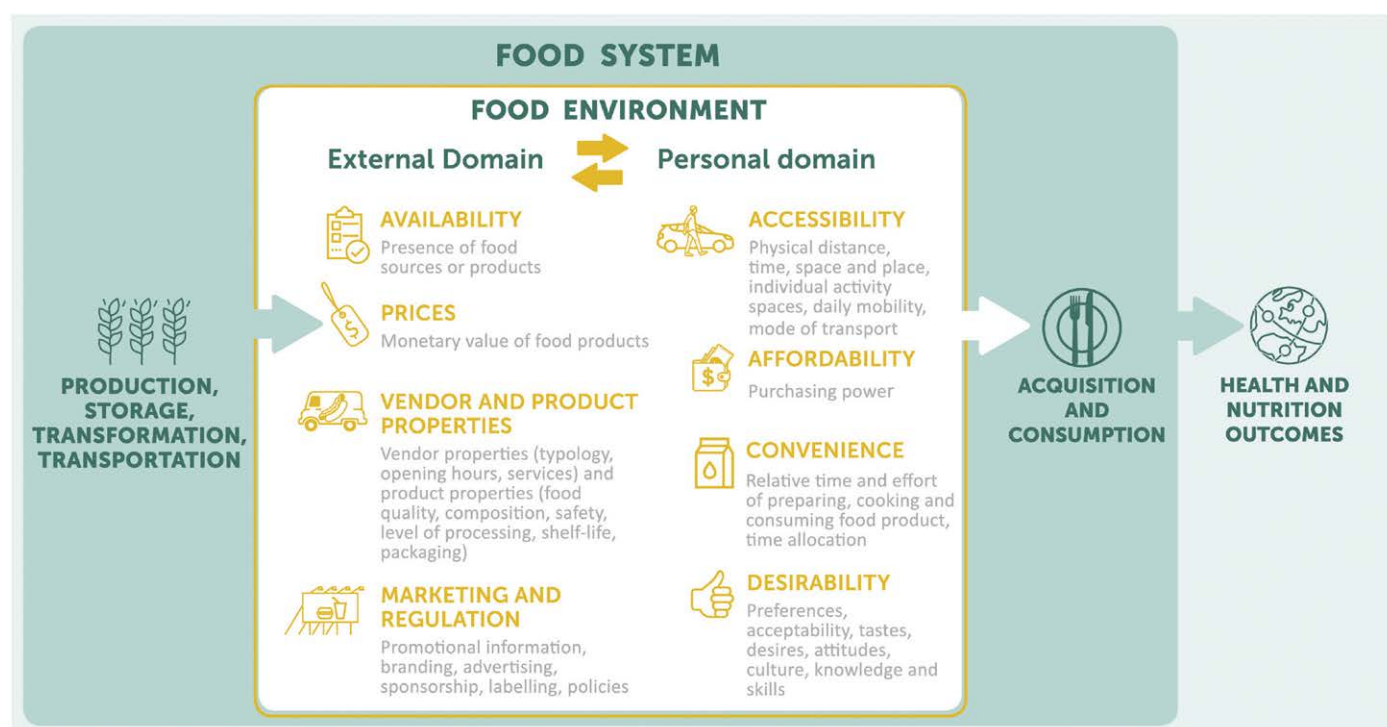 FOOD SYSTEM
FOOD ENVIRONMENT
External Domain
Personal domain
PRODUCTION,
STORAGE,
TRANSFORMATION,
TRANSPORTATION
AVAILABILITY
Presence of food
sources or products
PRICES
Monetary value of food products
VENDOR AND PRODUCT
PROPERTIES
Vendor properties (typology,
opening hours, services) and
product properties (food
quality, composition, safety,
level of processing, shelf-life,
packaging)
MARKETING AND
REGULATION
Promotional information,
branding, advertising,
sponsorship, labelling, policies
ACCESSIBILITY
Physical distance,
time, space and place,
individual activity
spaces, daily mobility,
mode of transport
AFFORDABILITY
Purchasing power
CONVENIENCE
Relative time and effort
of preparing, cooking and
consuming food product,
time allocation
DESIRABILITY
Preferences,
acceptability, tastes,
desires, attitudes,
culture, knowledge and
skills
ACQUISITION
AND
CONSUMPTION
HEALTH AND
NUTRITION
OUTCOMES